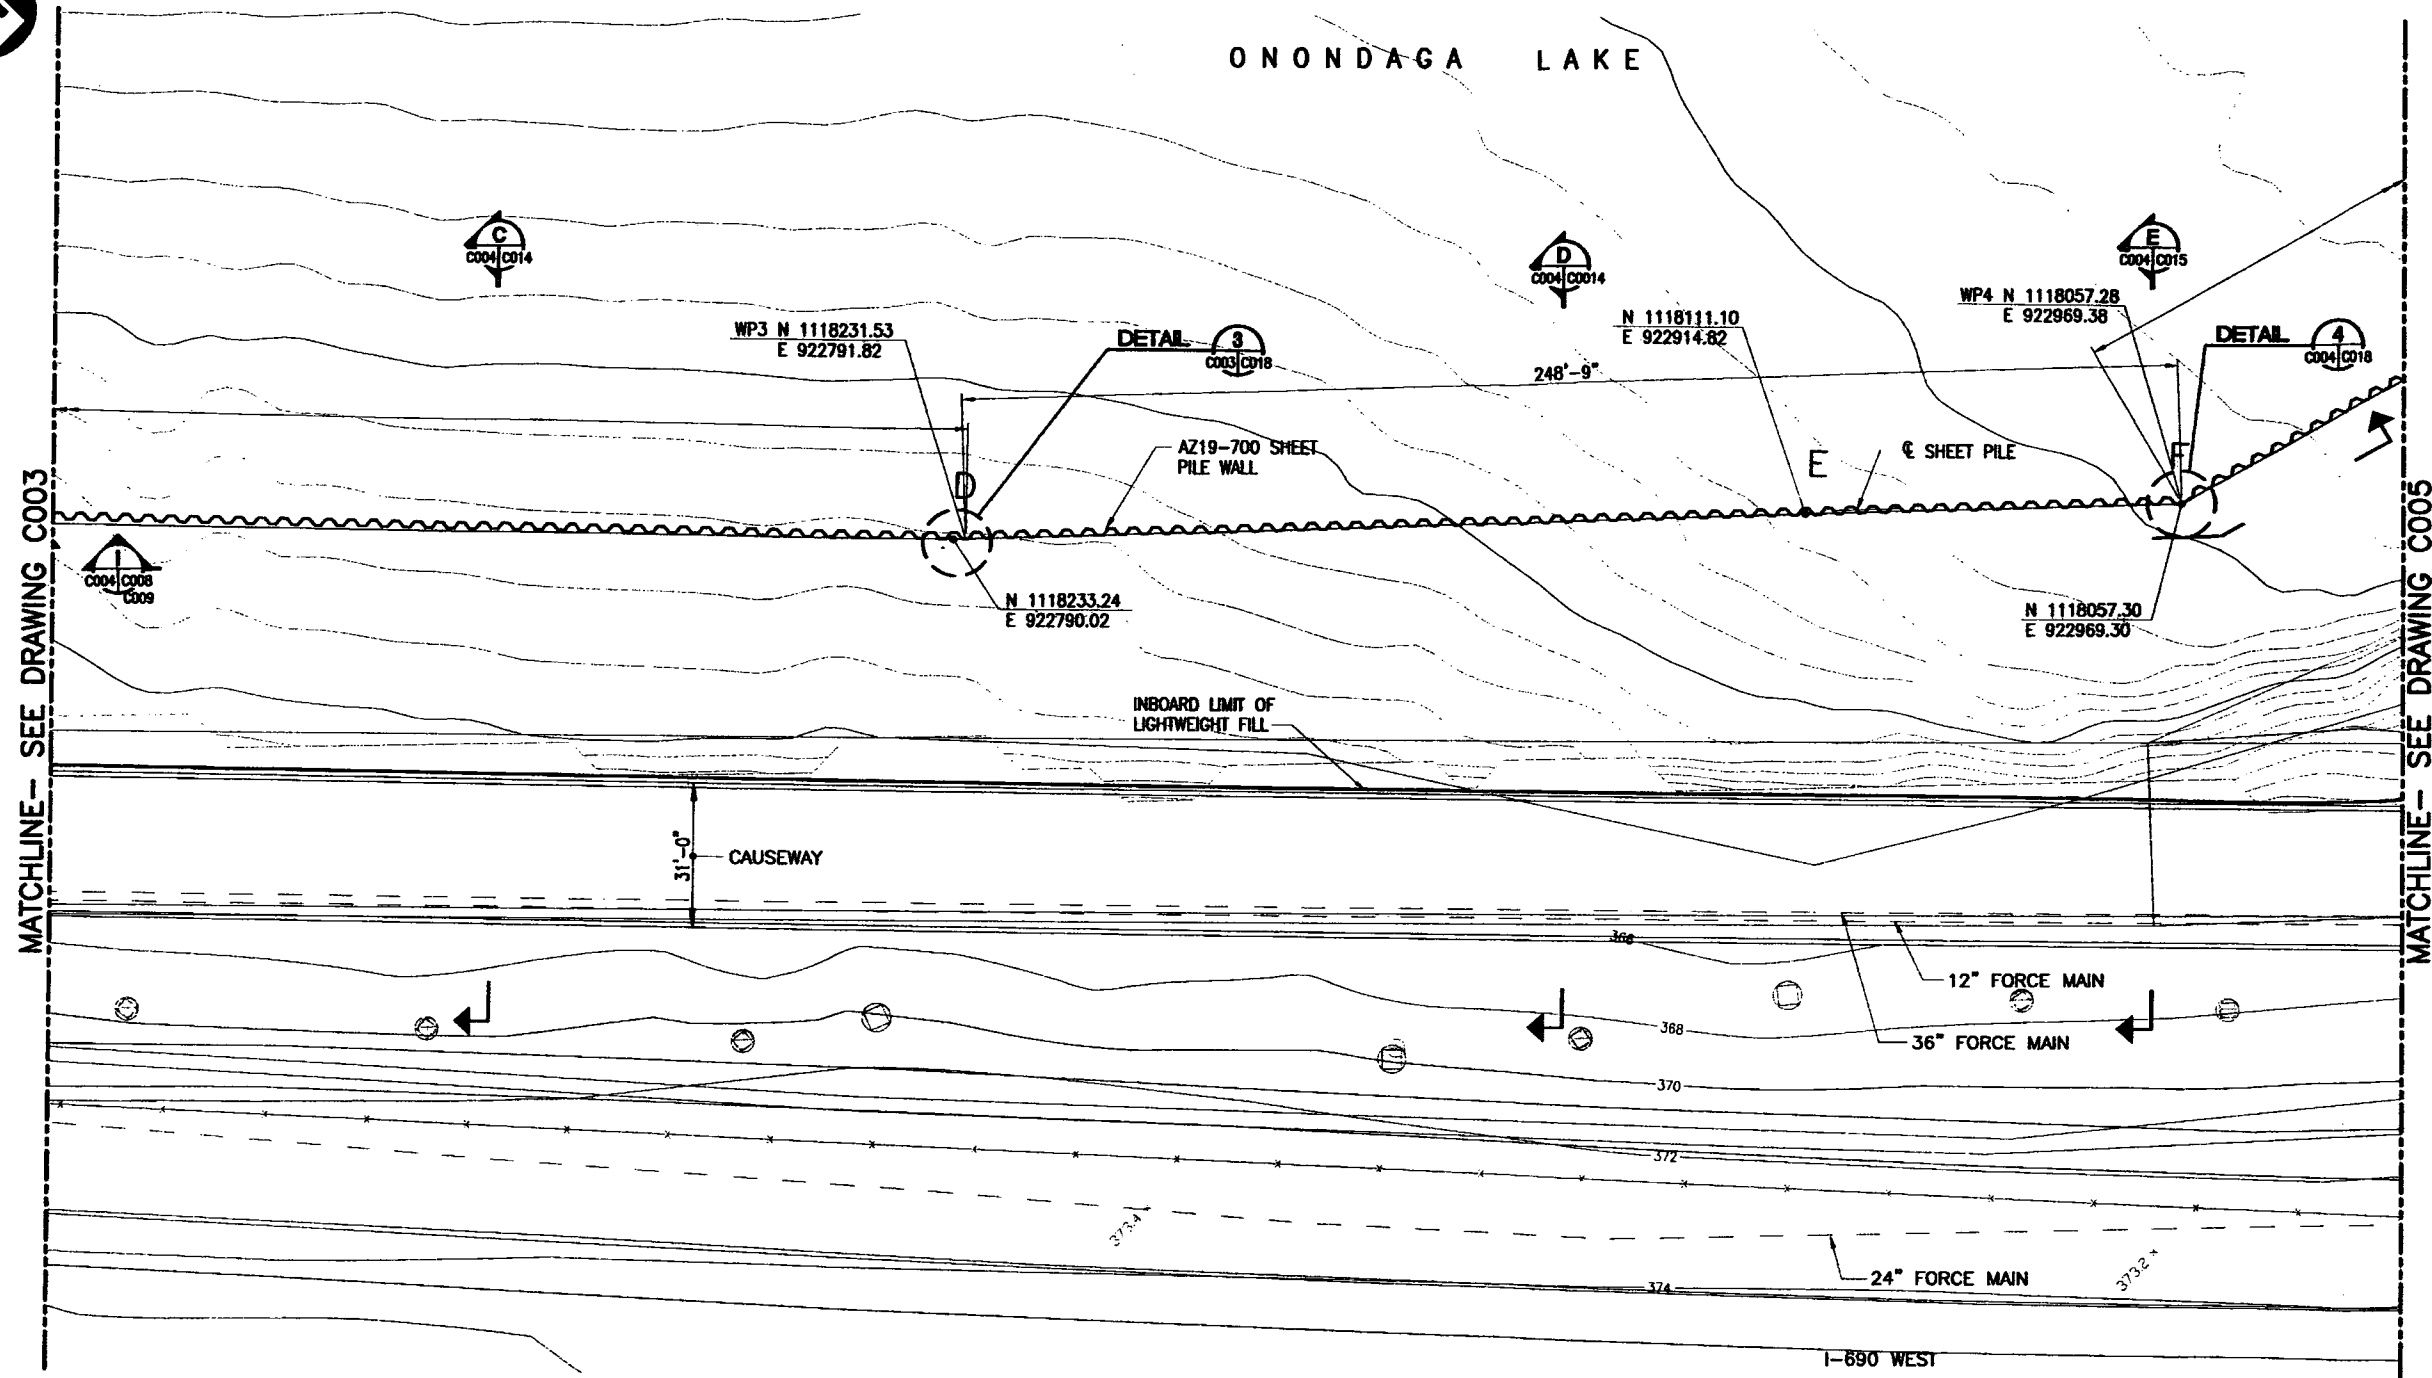 ONONDAGA LAKE
C
C004 C014
D
C004 C0014
E
C004 C015
WP3 N 1118231.53
E 922791.82
DETAIL 3
C003 C018
N 1118111.10
E 922914.82
WP4 N 1118057.28
E 922969.38
DETAIL 4
C004 C018
248'-9"
AZ19-700 SHEET
PILE WALL
D
E
℄ SHEET PILE
F
MATCHLINE- SEE DRAWING C003
MATCHLINE- SEE DRAWING C005
1
C004 C008
C009
N 1118233.24
E 922790.02
N 1118057.30
E 922969.30
INBOARD LIMIT OF
LIGHTWEIGHT FILL
31'-0"
CAUSEWAY
368
12" FORCE MAIN
368
36" FORCE MAIN
370
372
373.4
373.2 x
24" FORCE MAIN
374
I-690 WEST